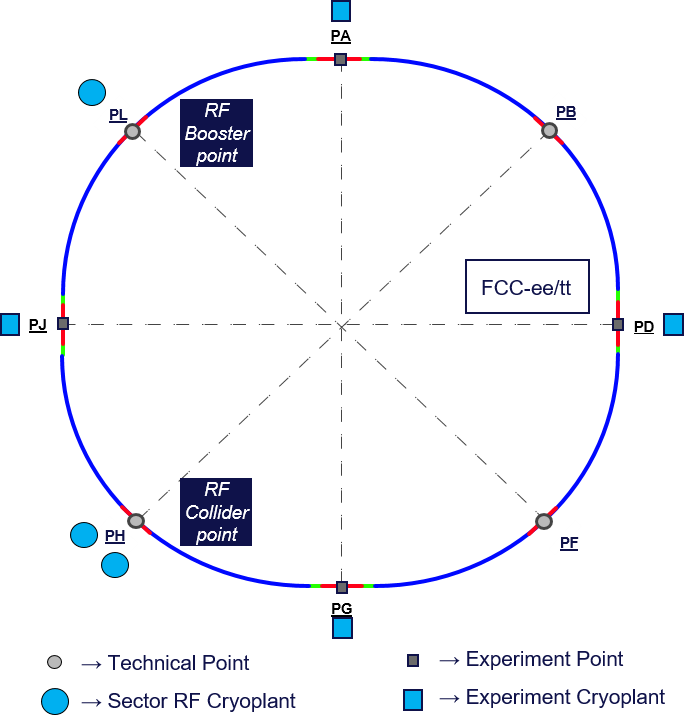 PA
PL
RF
Booster
point
PB
FCC-ee/tt
PJ
PD
RF
Collider
point
PH
PF
PG
→ Technical Point
→ Experiment Point
→ Sector RF Cryoplant
→ Experiment Cryoplant